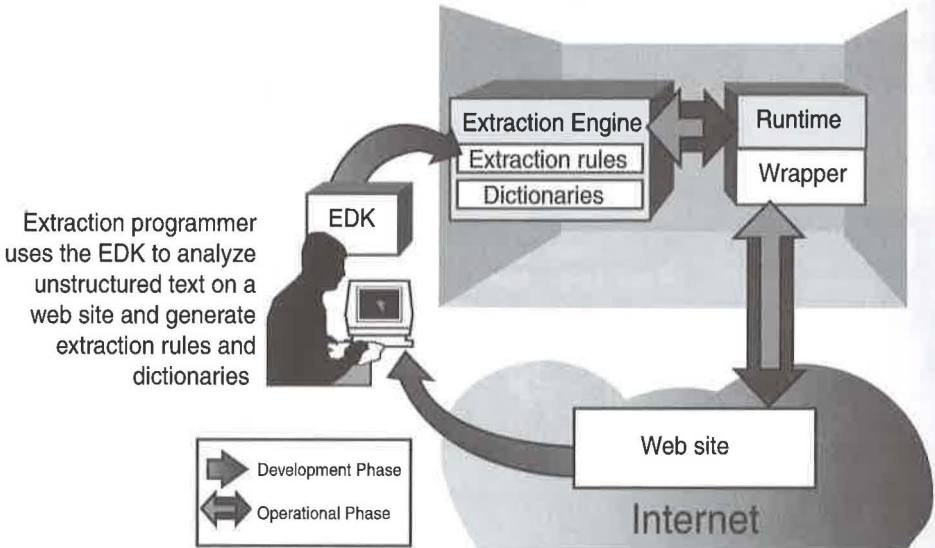 Extraction Engine
Extraction rules
Dictionaries
Runtime
Wrapper
EDK
Extraction programmer
uses the EDK to analyze
unstructured text on a
web site and generate
extraction rules and
dictionaries
Web site
Internet
Development Phase
Operational Phase